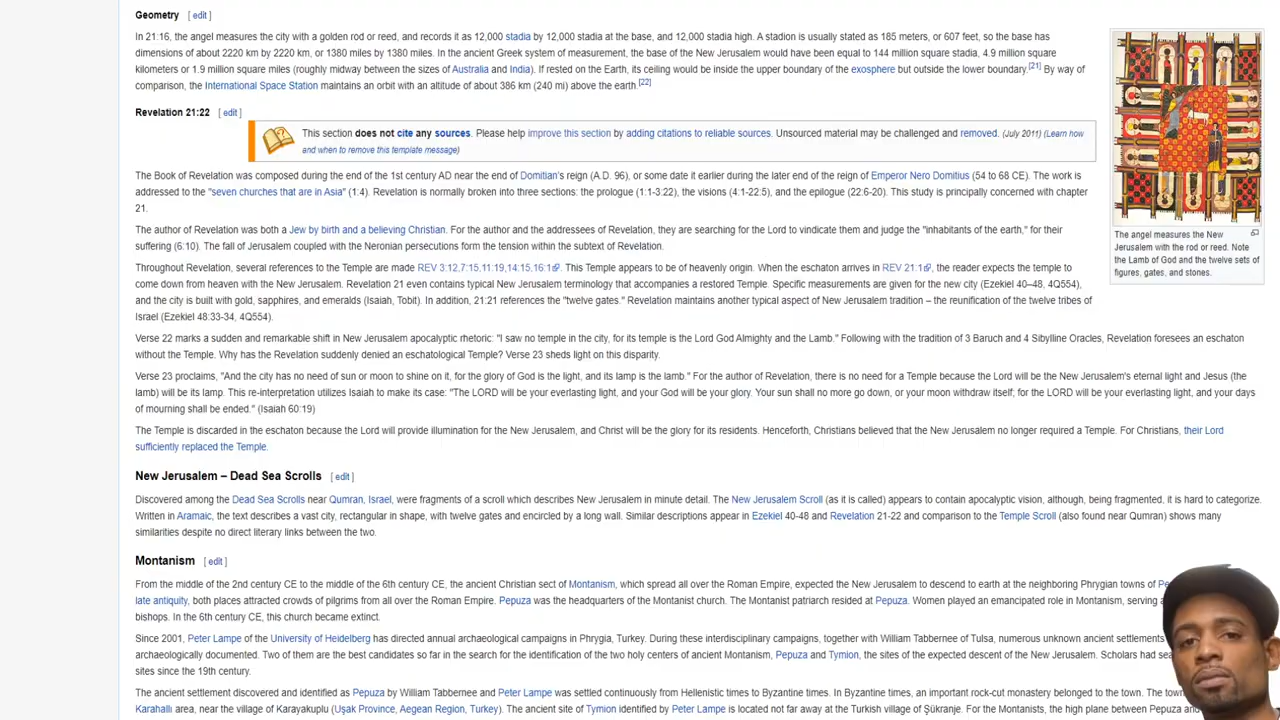 Geometry [ edit ]
In 21:16, the angel measures the city with a golden rod or reed, and records it as 12,000 stadia by 12,000 stadia at the base, and 12,000 stadia high. A stadion is usually stated as 185 meters, or 607 feet, so the base has
dimensions of about 2220 km by 2220 km, or 1380 miles by 1380 miles. In the ancient Greek system of measurement, the base of the New Jerusalem would have been equal to 144 million square stadia, 4.9 million square
kilometers or 1.9 million square miles (roughly midway between the sizes of Australia and India). If rested on the Earth, its ceiling would be inside the upper boundary of the exosphere but outside the lower boundary.[21] By way of
comparison, the International Space Station maintains an orbit with an altitude of about 386 km (240 mi) above the earth.[22]
Revelation 21:22 [ edit ]
This section does not cite any sources. Please help improve this section by adding citations to reliable sources. Unsourced material may be challenged and removed. (July 2011) (Learn how
and when to remove this template message)
The Book of Revelation was composed during the end of the 1st century AD near the end of Domitian's reign (A.D. 96), or some date it earlier during the later end of the reign of Emperor Nero Domitius (54 to 68 CE). The work is
addressed to the "seven churches that are in Asia" (1:4). Revelation is normally broken into three sections: the prologue (1:1-3:22), the visions (4:1-22:5), and the epilogue (22.6-20). This study is principally concerned with chapter
21.
The author of Revelation was both a Jew by birth and a believing Christian. For the author and the addressees of Revelation, they are searching for the Lord to vindicate them and judge the "inhabitants of the earth," for their
suffering (6:10). The fall of Jerusalem coupled with the Neronian persecutions form the tension within the subtext of Revelation.
Throughout Revelation, several references to the Temple are made REV 3:12,7:15,11:19,14:15,16:1. This Temple appears to be of heavenly origin. When the eschaton arrives in REV 21:1, the reader expects the temple to
come down from heaven with the New Jerusalem. Revelation 21 even contains typical New Jerusalem terminology that accompanies a restored Temple. Specific measurements are given for the new city (Ezekiel 40–48, 4Q554),
and the city is built with gold, sapphires, and emeralds (Isaiah, Tobit). In addition, 21:21 references the "twelve gates." Revelation maintains another typical aspect of New Jerusalem tradition – the reunification of the twelve tribes of
Israel (Ezekiel 48:33-34, 4Q554).
The angel measures the New
Jerusalem with the rod or reed. Note
the Lamb of God and the twelve sets of
figures, gates, and stones.
Verse 22 marks a sudden and remarkable shift in New Jerusalem apocalyptic rhetoric: "I saw no temple in the city, for its temple is the Lord God Almighty and the Lamb." Following with the tradition of 3 Baruch and 4 Sibylline Oracles, Revelation foresees an eschaton
without the Temple. Why has the Revelation suddenly denied an eschatological Temple? Verse 23 sheds light on this disparity.
Verse 23 proclaims, "And the city has no need of sun or moon to shine on it, for the glory of God is the light, and its lamp is the lamb." For the author of Revelation, there is no need for a Temple because the Lord will be the New Jerusalem's eternal light and Jesus (the
lamb) will be its lamp. This re-interpretation utilizes Isaiah to make its case: "The LORD will be your everlasting light, and your God will be your glory. Your sun shall no more go down, or your moon withdraw itself; for the LORD will be your everlasting light, and your days
of mourning shall be ended." (Isaiah 60:19)
The Temple is discarded in the eschaton because the Lord will provide illumination for the New Jerusalem, and Christ will be the glory for its residents. Henceforth, Christians believed that the New Jerusalem no longer required a Temple. For Christians, their Lord
sufficiently replaced the Temple.
New Jerusalem – Dead Sea Scrolls [ edit ]
Discovered among the Dead Sea Scrolls near Qumran, Israel, were fragments of a scroll which describes New Jerusalem in minute detail. The New Jerusalem Scroll (as it is called) appears to contain apocalyptic vision, although, being fragmented, it is hard to categorize.
Written in Aramaic, the text describes a vast city, rectangular in shape, with twelve gates and encircled by a long wall. Similar descriptions appear in Ezekiel 40-48 and Revelation 21-22 and comparison to the Temple Scroll (also found near Qumran) shows many
similarities despite no direct literary links between the two.
Montanism [ edit ]
From the middle of the 2nd century CE to the middle of the 6th century CE, the ancient Christian sect of Montanism, which spread all over the Roman Empire, expected the New Jerusalem to descend to earth at the neighboring Phrygian towns of
late antiquity, both places attracted crowds of pilgrims from all over the Roman Empire. Pepuza was the headquarters of the Montanist church. The Montanist patriarch resided at Pepuza. Women played an emancipated role in Montanism, serving
bishops. In the 6th century CE, this church became extinct.
Since 2001, Peter Lampe of the University of Heidelberg has directed annual archaeological campaigns in Phrygia, Turkey. During these interdisciplinary campaigns, together with William Tabbernee of Tulsa, numerous unknown ancient settlements
archaeologically documented. Two of them are the best candidates so far in the search for the identification of the two holy centers of ancient Montanism, Pepuza and Tymion, the sites of the expected descent of the New Jerusalem. Scholars had
sites since the 19th century.
The ancient settlement discovered and identified as Pepuza by William Tabbernee and Peter Lampe was settled continuously from Hellenistic times to Byzantine times. In Byzantine times, an important rock-cut monastery belonged to the town. The
Karahallı area, near the village of Karayakuplu (Uşak Province, Aegean Region, Turkey). The ancient site of Tymion identified by Peter Lampe is located not far away at the Turkish village of Şükranje. For the Montanists, the high plane between Pepuza and